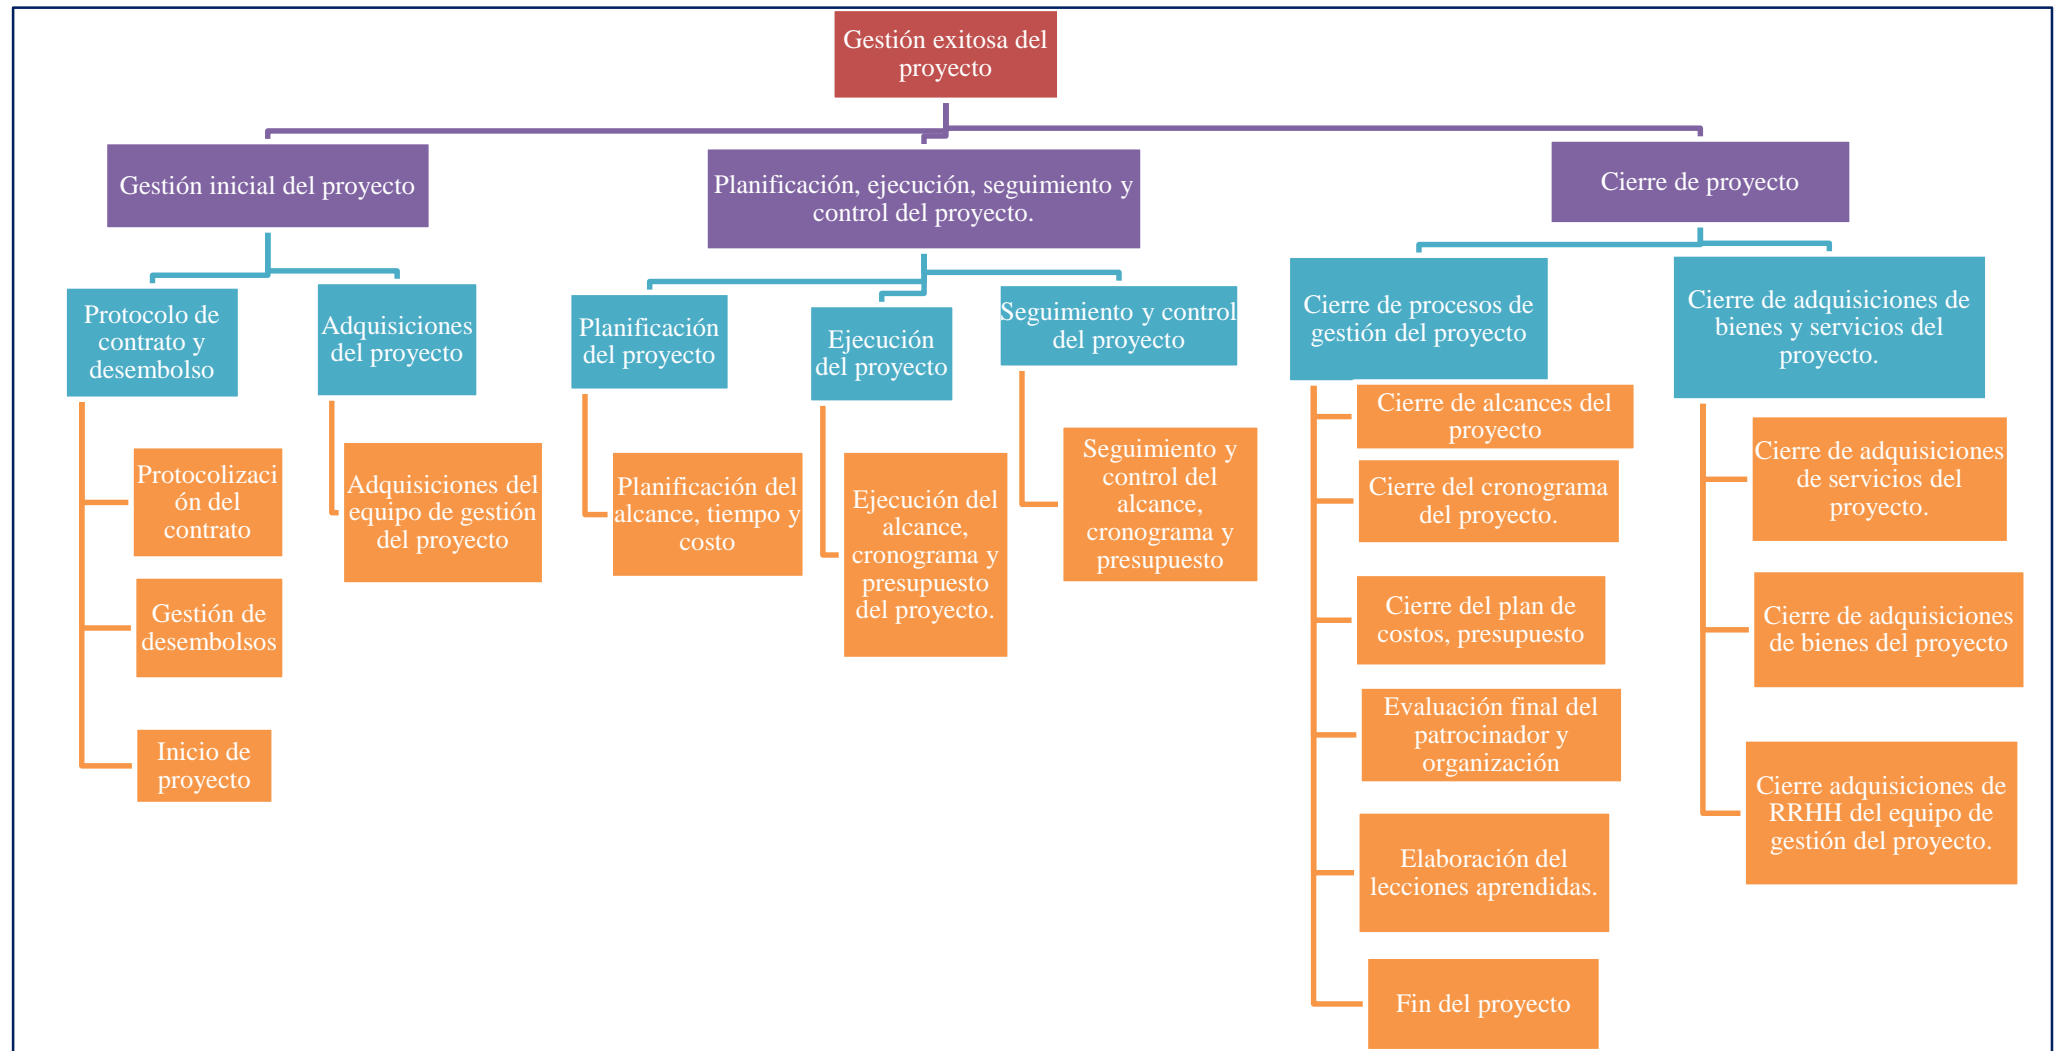 Gestión exitosa del
proyecto
Gestión inicial del proyecto
Planificación, ejecución, seguimiento y
control del proyecto.
Cierre de proyecto
Protocolo de
contrato y
desembolso
Adquisiciones
del proyecto
Planificación
del proyecto
Ejecución
del proyecto
Seguimiento y control
del proyecto
Cierre de procesos de
gestión del proyecto
Cierre de adquisiciones de
bienes y servicios del
proyecto.
Protocolizaci
ón del
contrato
Gestión de
desembolsos
Inicio de
proyecto
Adquisiciones del
equipo de gestión
del proyecto
Planificación del
alcance, tiempo y
costo
Ejecución del
alcance,
cronograma y
presupuesto
del proyecto.
Seguimiento y
control del
alcance,
cronograma y
presupuesto
Cierre de alcances del
proyecto
Cierre del cronograma
del proyecto.
Cierre del plan de
costos, presupuesto
Evaluación final del
patrocinador y
organización
Elaboración del
lecciones aprendidas.
Fin del proyecto
Cierre de adquisiciones
de servicios del
proyecto.
Cierre de adquisiciones
de bienes del proyecto
Cierre adquisiciones de
RRHH del equipo de
gestión del proyecto.